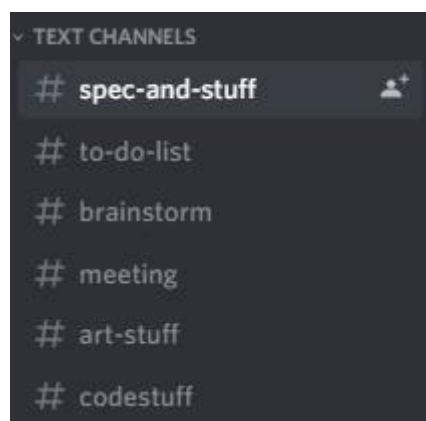 TEXT CHANNELS
# spec-and-stuff
# to-do-list
# brainstorm
# meeting
# art-stuff
# codestuff